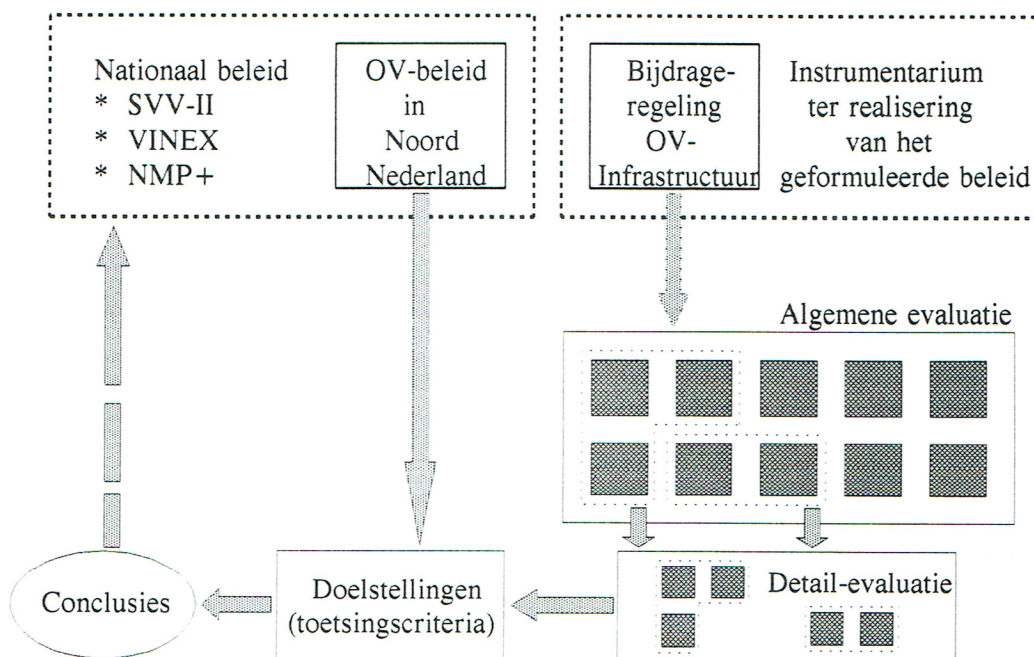 Nationaal beleid
* SVV-II
* VINEX
* NMP+
OV-beleid
in
Noord
Nederland
Bijdrage-
regeling
OV-
Infrastructuur
Instrumentarium
ter realisering
van het
geformuleerde beleid
Algemene evaluatie
Conclusies
Doelstellingen
(toetsingscriteria)
Detail-evaluatie